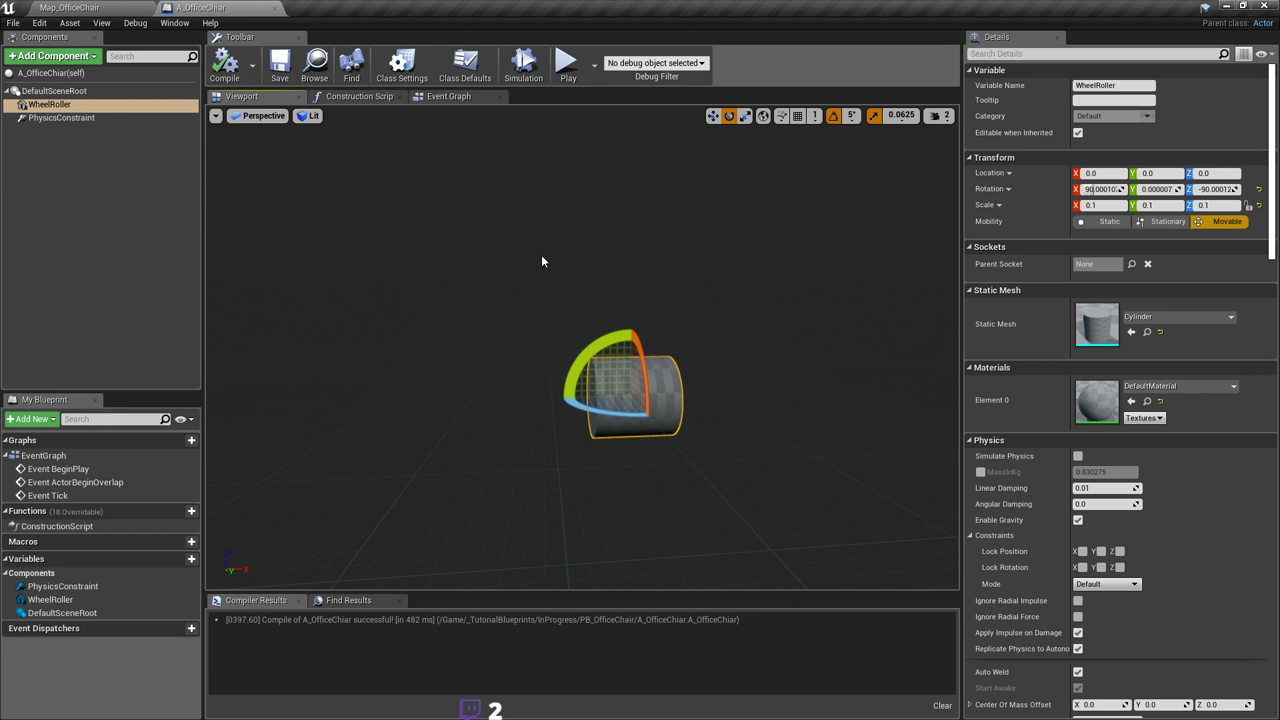 Map_OfficeChair
A_OfficeChiar
File Edit Asset View Debug Window Help
Parent class: Actor
Components
Toolbar
Details
Add Component
Search
Search Details
A_OfficeChiar(self)
DefaultSceneRoot
WheelRoller
PhysicsConstraint
Compile
Save
Browse
Find
Class Settings
Class Defaults
Simulation
Play
No debug object selected
Debug Filter
Viewport
Construction Scrip
Event Graph
Perspective
Lit
1
5°
0.0625
2
Variable
Variable Name WheelRoller
Tooltip
Category Default
Editable when Inherited
Transform
Location X 0.0 Y 0.0 Z 0.0
Rotation X 90.00010 Y 0.000007 Z -90.00012
Scale X 0.1 Y 0.1 Z 0.1
Mobility Static Stationary Movable
Sockets
Parent Socket None
Static Mesh
Static Mesh Cylinder
Materials
Element 0 DefaultMaterial
Textures
Physics
Simulate Physics
MassInKg 0.830275
Linear Damping 0.01
Angular Damping 0.0
Enable Gravity
Constraints
Lock Position X Y Z
Lock Rotation X Y Z
Mode Default
Ignore Radial Impulse
Ignore Radial Force
Apply Impulse on Damage
Replicate Physics to Autono
Auto Weld
Start Awake
Center Of Mass Offset X 0.0 Y 0.0 Z 0.0
My Blueprint
Add New
Search
Graphs
EventGraph
Event BeginPlay
Event ActorBeginOverlap
Event Tick
Functions (18 Overridable)
ConstructionScript
Macros
Variables
Components
PhysicsConstraint
WheelRoller
DefaultSceneRoot
Event Dispatchers
Y X
Compiler Results
Find Results
[0397.60] Compile of A_OfficeChiar successful! [in 482 ms] (/Game/_TutorialBlueprints/InProgress/PB_OfficeChair/A_OfficeChiar.A_OfficeChiar)
Clear
2